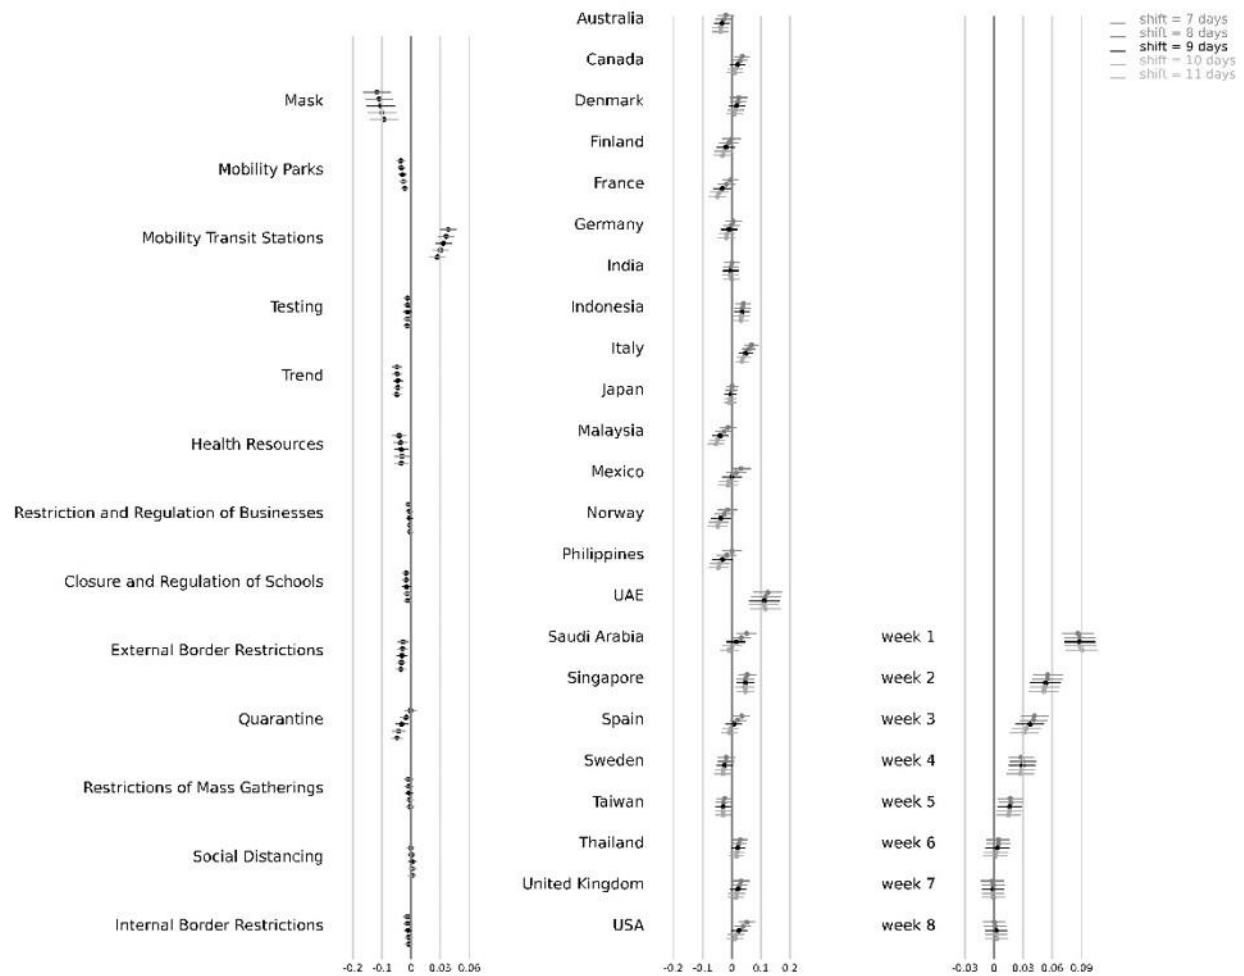 Mask
Mobility Parks
Mobility Transit Stations
Testing
Trend
Health Resources
Restriction and Regulation of Businesses
Closure and Regulation of Schools
External Border Restrictions
Quarantine
Restrictions of Mass Gatherings
Social Distancing
Internal Border Restrictions
-0.2 -0.1 0 0.03 0.06
Australia
Canada
Denmark
Finland
France
Germany
India
Indonesia
Italy
Japan
Malaysia
Mexico
Norway
Philippines
UAE
Saudi Arabia
Singapore
Spain
Sweden
Taiwan
Thailand
United Kingdom
USA
-0.2 -0.1 0 0.1 0.2
shift = 7 days
shift = 8 days
shift = 9 days
shift = 10 days
shift = 11 days
week 1
week 2
week 3
week 4
week 5
week 6
week 7
week 8
-0.03 0 0.03 0.06 0.09